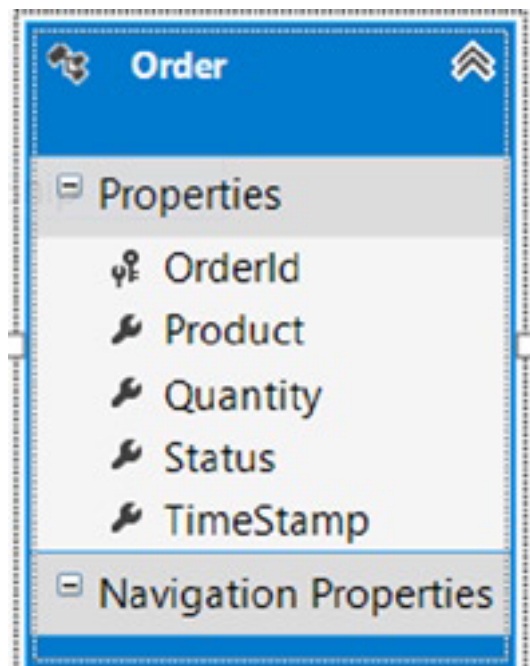 Order
Properties
OrderId
Product
Quantity
Status
TimeStamp
Navigation Properties